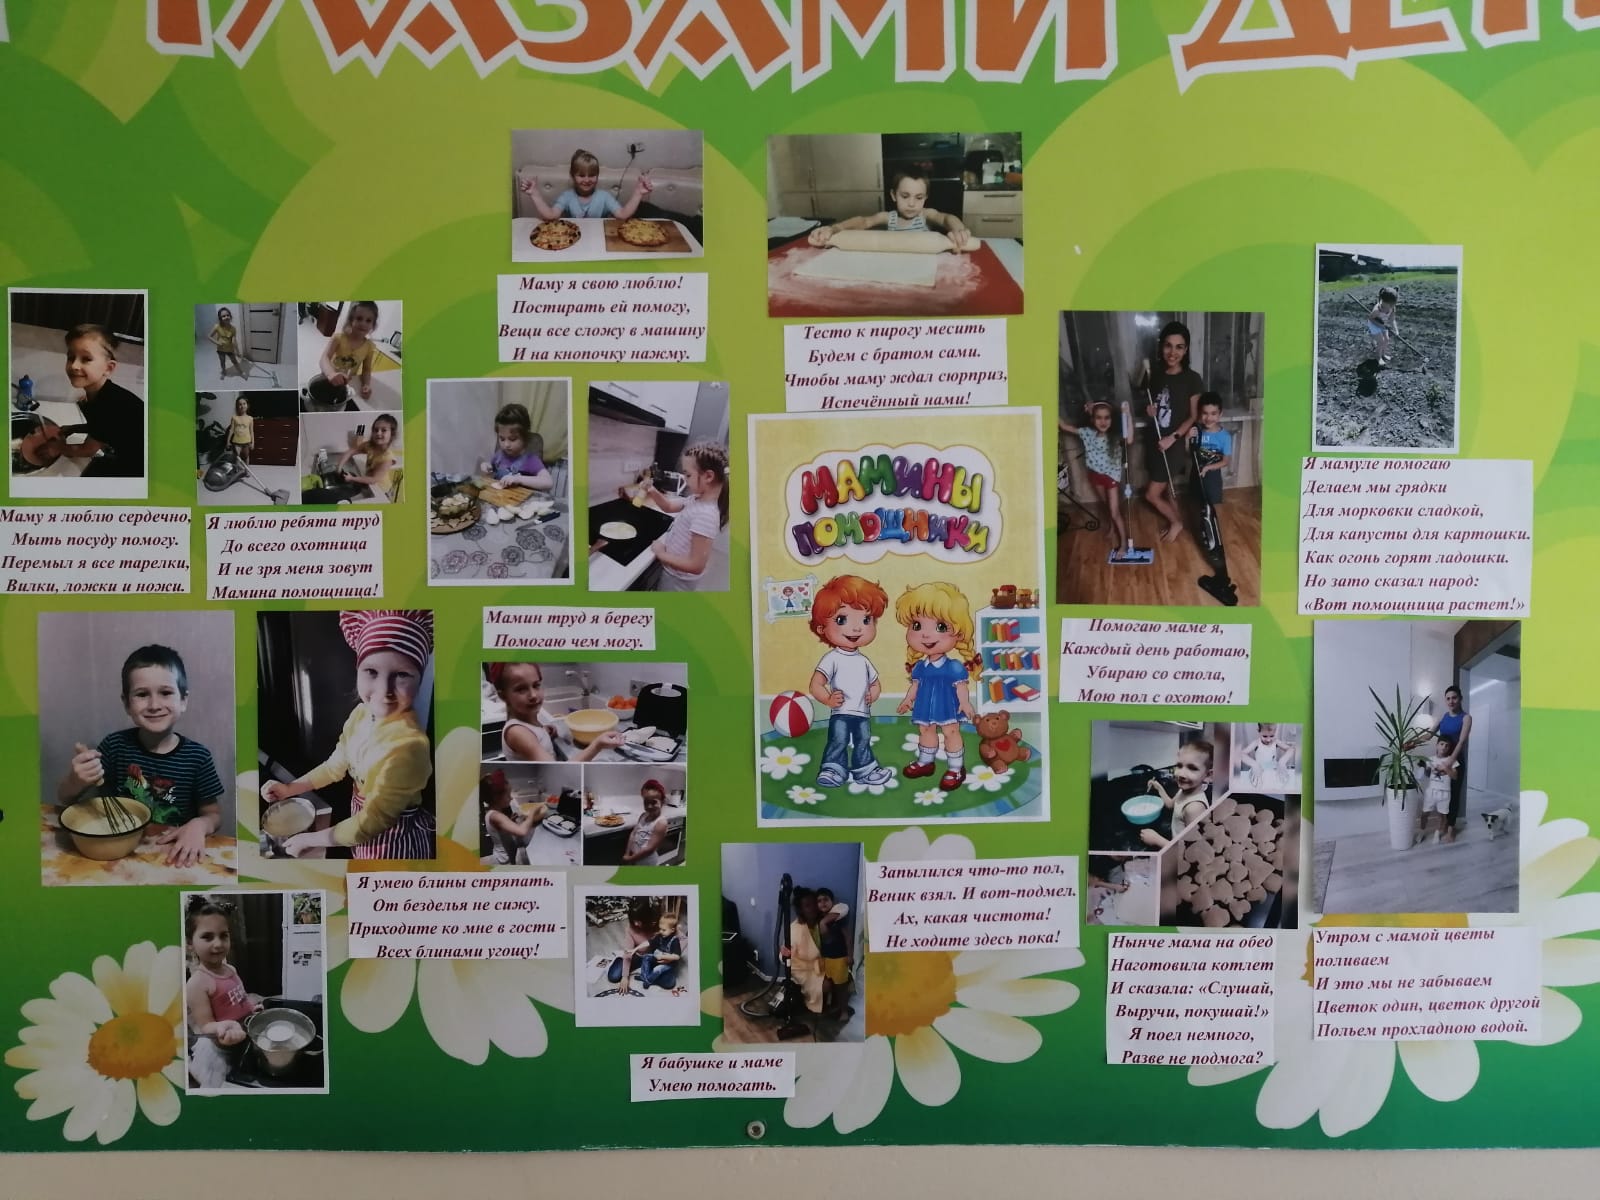 ГЛАЗАМИ ДЕТ
Маму я свою люблю!
Постирать ей помогу,
Вещи все сложу в машину
И на кнопочку нажму.
Тесто к пирогу месить
Будем с братом сами.
Чтобы маму ждал сюрприз,
Испечённый нами!
Маму я люблю сердечно,
Мыть посуду помогу.
Перемыл я все тарелки,
Вилки, ложки и ножи.
Я люблю ребята труд
До всего охотница
И не зря меня зовут
Мамина помощница!
МАМИНЫ
ПОМОЩНИКИ
Я мамуле помогаю
Делаем мы грядки
Для морковки сладкой,
Для капусты для картошки.
Как огонь горят ладошки.
Но зато сказал народ:
«Вот помощница растет!»
Мамин труд я берегу
Помогаю чем могу.
Помогаю маме я,
Каждый день работаю,
Убираю со стола,
Мою пол с охотою!
Я умею блины стряпать.
От безделья не сижу.
Приходите ко мне в гости -
Всех блинами угощу!
Запылился что-то пол,
Веник взял. И вот-подмел.
Ах, какая чистота!
Не ходите здесь пока!
Нынче мама на обед
Наготовила котлет
И сказала: «Слушай,
Выручи, покушай!»
Я поел немного,
Разве не подмога?
Утром с мамой цветы
поливаем
И это мы не забываем
Цветок один, цветок другой
Польем прохладною водой.
Я бабушке и маме
Умею помогать.